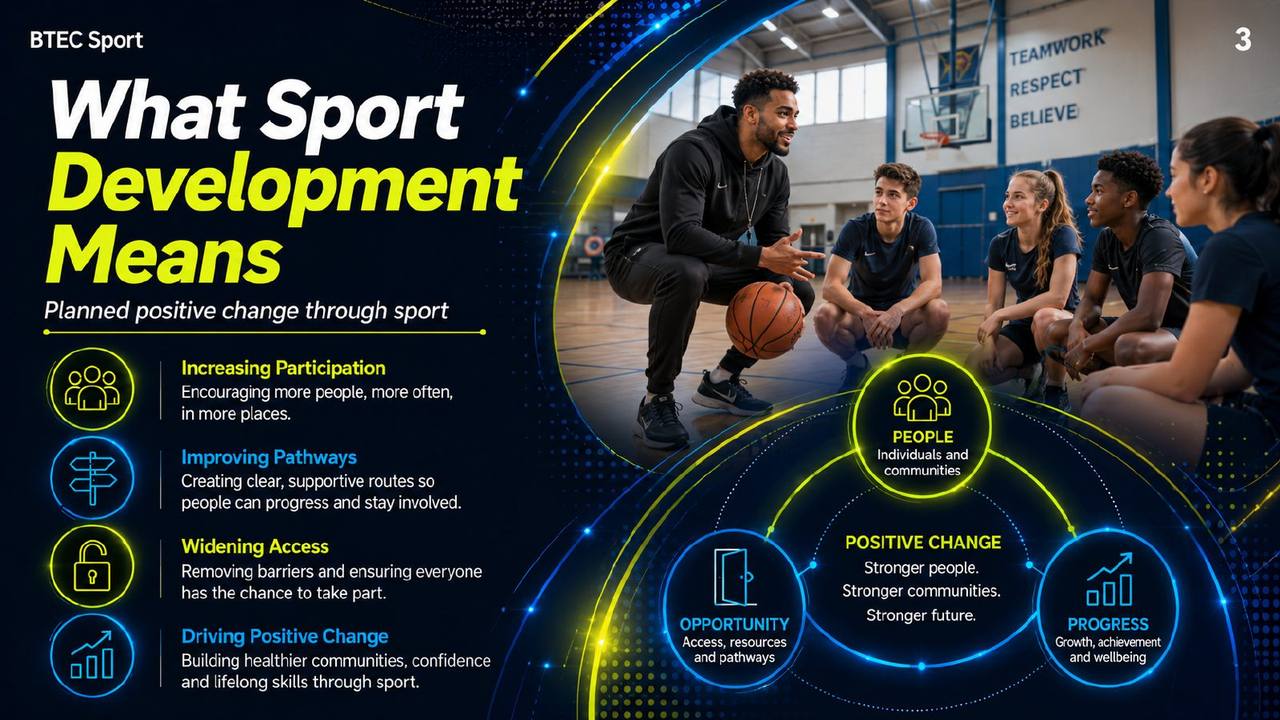 BTEC Sport
3
What Sport
Development
Means
Planned positive change through sport
Increasing Participation
Encouraging more people, more often,
in more places.
Improving Pathways
Creating clear, supportive routes so
people can progress and stay involved.
Widening Access
Removing barriers and ensuring everyone
has the chance to take part.
Driving Positive Change
Building healthier communities, confidence
and lifelong skills through sport.
TEAMWORK
RESPECT
BELIEVE
PEOPLE
Individuals and
communities
POSITIVE CHANGE
Stronger people.
Stronger communities.
Stronger future.
OPPORTUNITY
Access, resources
and pathways
PROGRESS
Growth, achievement
and wellbeing